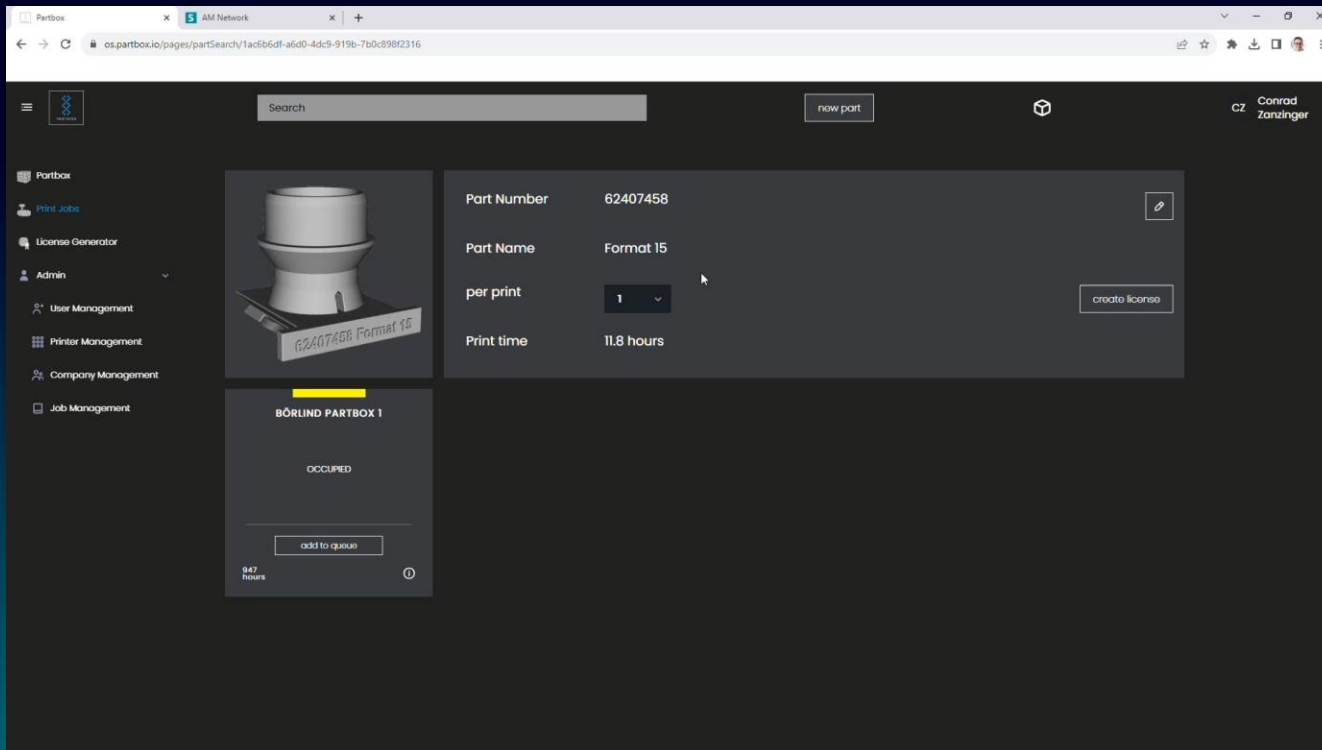 Partbox
AM Network
os.partbox.io/pages/partSearch/1ac6b6df-a6d0-4dc9-919b-7b0c898f2316
Search
new part
CZ
Conrad
Zanzinger
Partbox
Print Jobs
License Generator
Admin
User Management
Printer Management
Company Management
Job Management
62407458 Format 15
Part Number 62407458
Part Name Format 15
per print 1
create license
Print time 11.8 hours
BÖRLIND PARTBOX 1
OCCUPIED
add to queue
947
hours